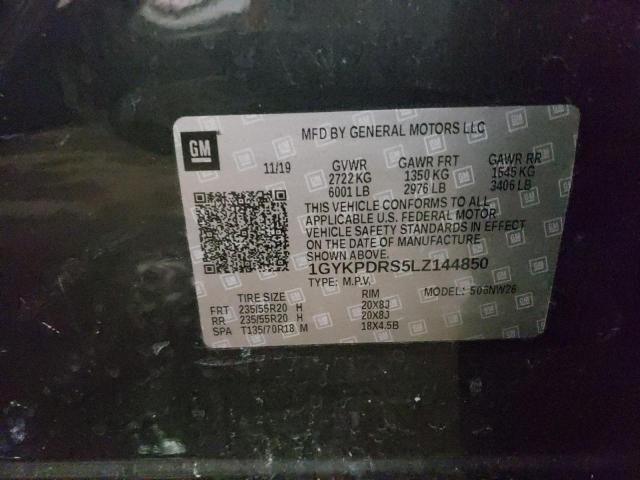 GM
MFD BY GENERAL MOTORS LLC
11/19 GVWR GAWR FRT GAWR RR
2722 KG 1350 KG 1545 KG
6001 LB 2976 LB 3406 LB
THIS VEHICLE CONFORMS TO ALL
APPLICABLE U.S. FEDERAL MOTOR
VEHICLE SAFETY STANDARDS IN EFFECT
ON THE DATE OF MANUFACTURE
SHOWN ABOVE.
1GYKPDRS5LZ144850
TYPE: M.P.V. MODEL: 506NW26
TIRE SIZE RIM
FRT 235/55R20 H 20X8J
RR 235/55R20 H 20X8J
SPA T135/70R18 M 18X4.5B